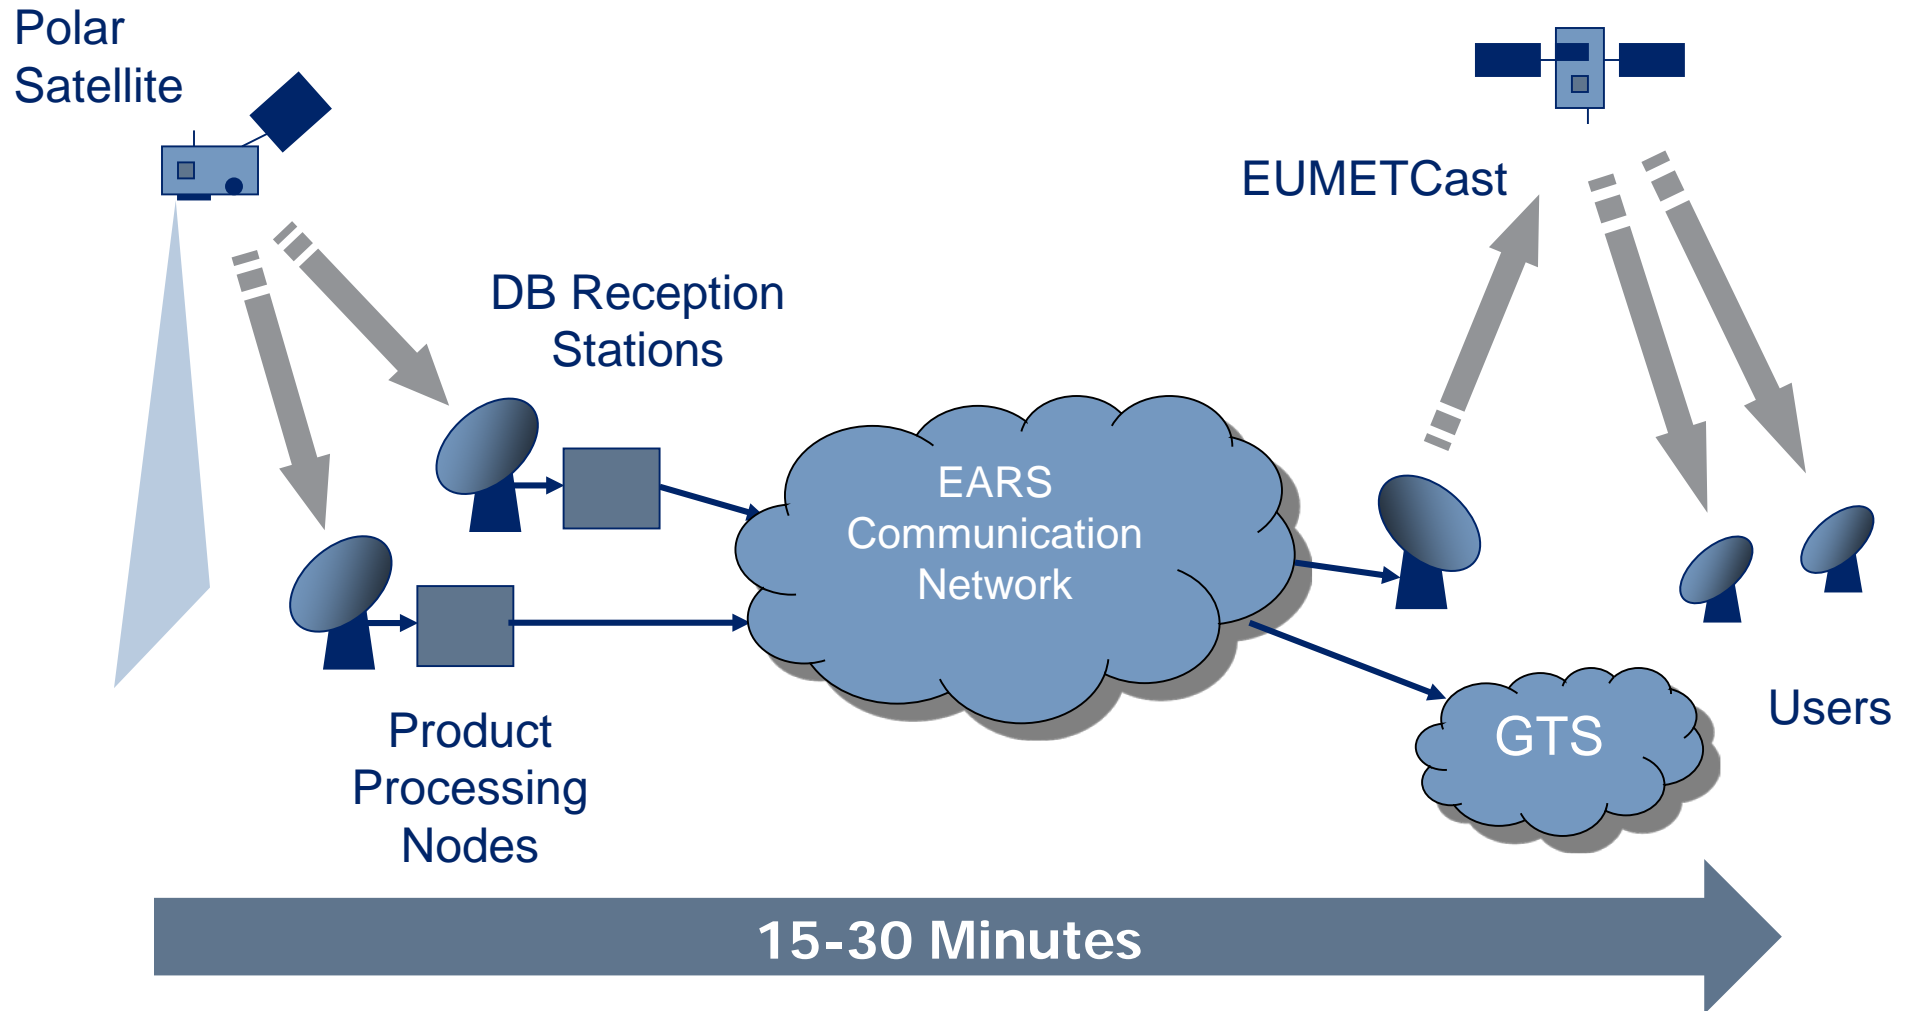 Polar
Satellite
EUMETCast
DB Reception
Stations
EARS
Communication
Network
Product
Processing
Nodes
GTS
Users
15-30 Minutes